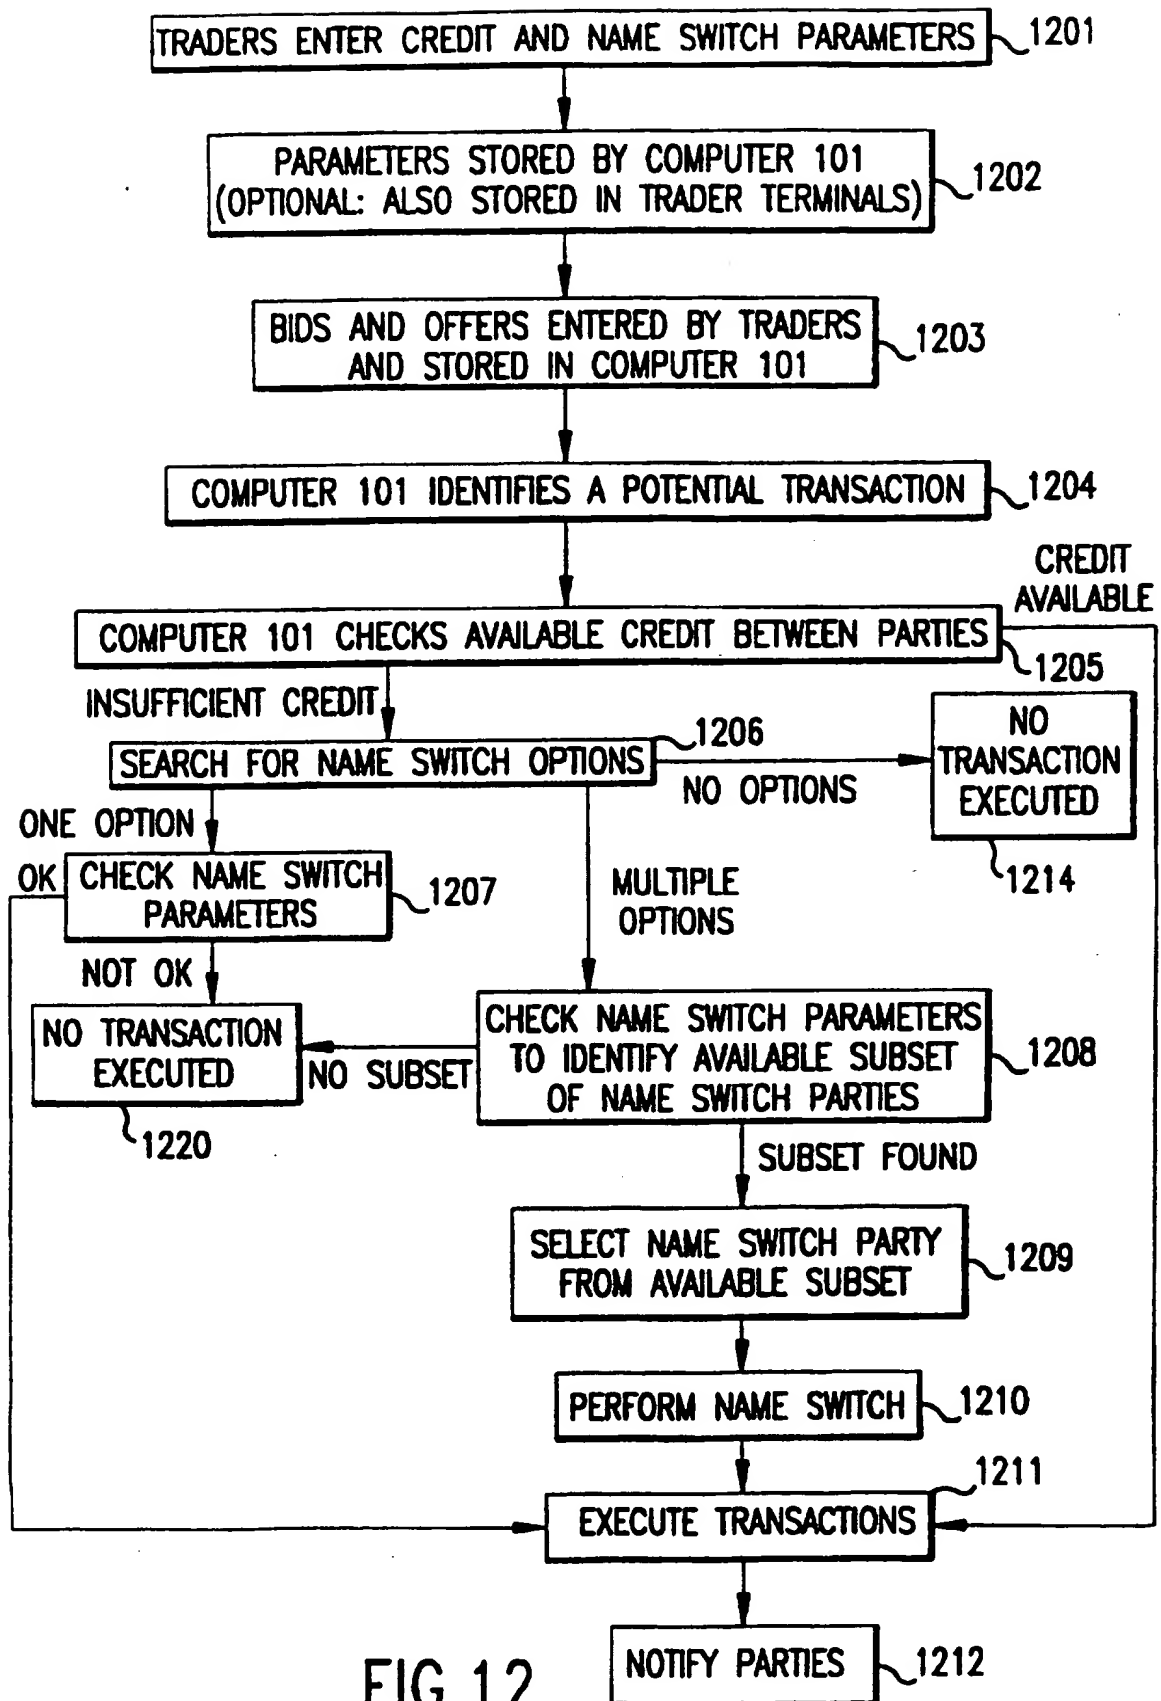 TRADERS ENTER CREDIT AND NAME SWITCH PARAMETERS
1201
PARAMETERS STORED BY COMPUTER 101
(OPTIONAL: ALSO STORED IN TRADER TERMINALS)
1202
BIDS AND OFFERS ENTERED BY TRADERS
AND STORED IN COMPUTER 101
1203
COMPUTER 101 IDENTIFIES A POTENTIAL TRANSACTION
1204
CREDIT
AVAILABLE
COMPUTER 101 CHECKS AVAILABLE CREDIT BETWEEN PARTIES
1205
INSUFFICIENT CREDIT
SEARCH FOR NAME SWITCH OPTIONS
1206
NO OPTIONS
NO
TRANSACTION
EXECUTED
1214
ONE OPTION
OK
CHECK NAME SWITCH
PARAMETERS
1207
MULTIPLE
OPTIONS
NOT OK
NO TRANSACTION
EXECUTED
1220
NO SUBSET
CHECK NAME SWITCH PARAMETERS
TO IDENTIFY AVAILABLE SUBSET
OF NAME SWITCH PARTIES
1208
SUBSET FOUND
SELECT NAME SWITCH PARTY
FROM AVAILABLE SUBSET
1209
PERFORM NAME SWITCH
1210
1211
EXECUTE TRANSACTIONS
NOTIFY PARTIES
1212
FIG.12